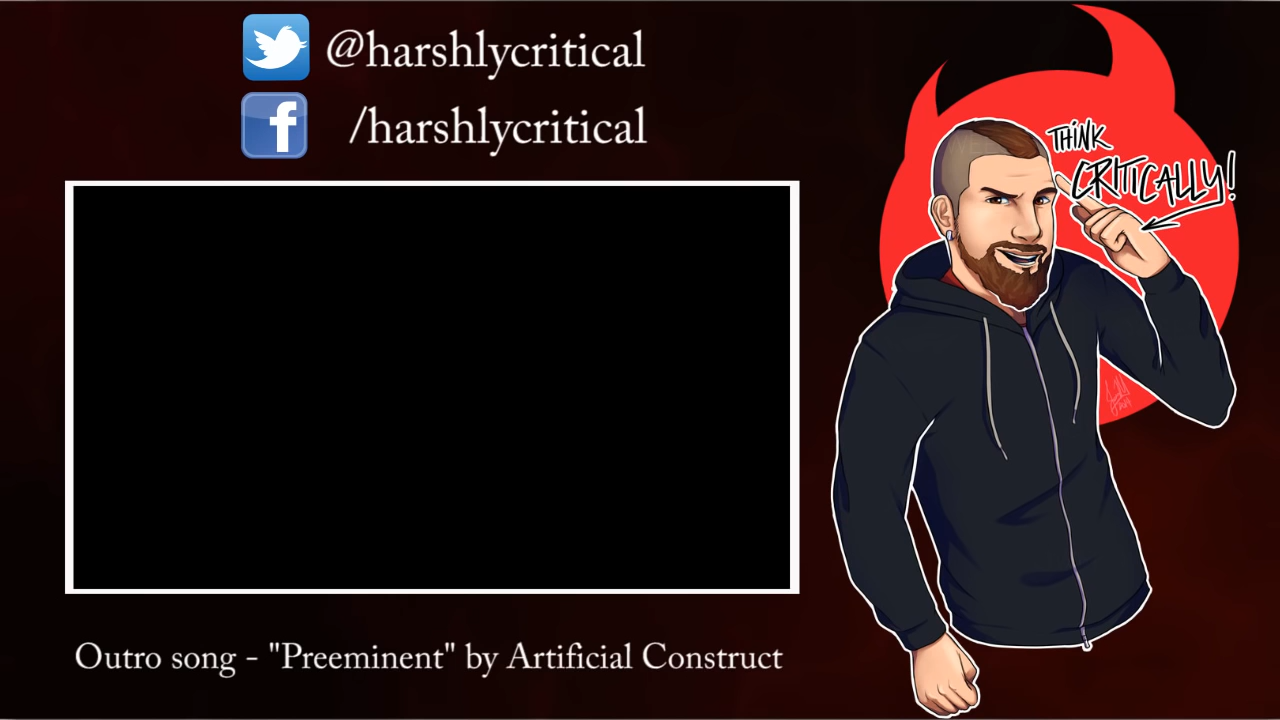 @harshlycritical
/harshlycritical
THINK
CRITICALLY!
Outro song - "Preeminent" by Artificial Construct